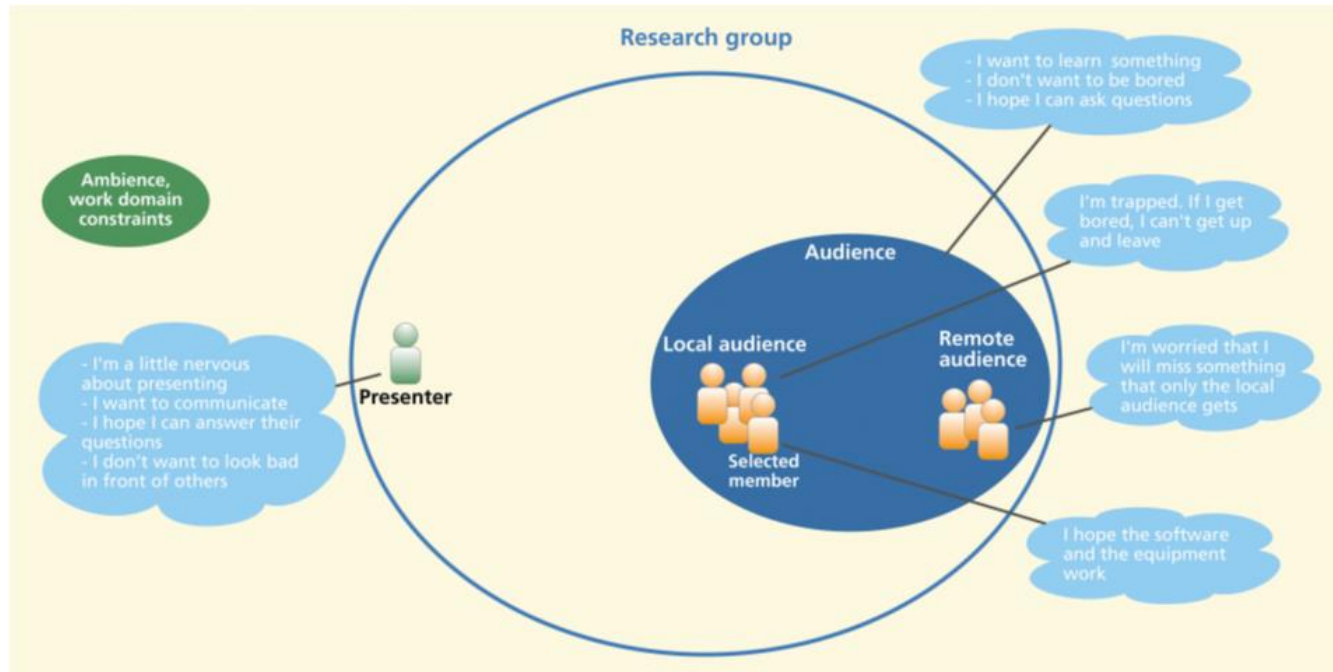 Research group
- I want to learn  something
- I don't want to be bored
- I hope I can ask questions
Ambience,
work domain
constraints
I'm trapped. If I get
bored, I can't get up
and leave
Audience
Local audience
Remote
audience
I'm worried that I
will miss something
that only the local
audience gets
- I'm a little nervous
about presenting
- I want to communicate
- I hope I can answer their
questions
- I don't want to look bad
in front of others
Presenter
Selected
member
I hope the software
and the equipment
work